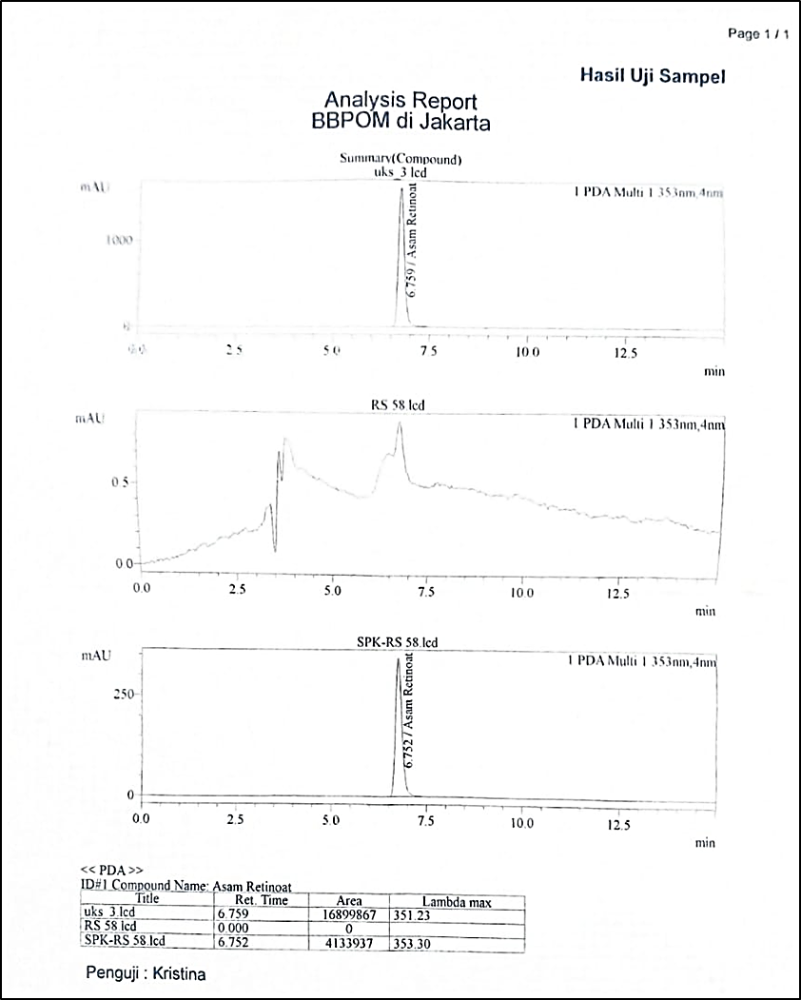 Page 1 / 1
Hasil Uji Sampel
Analysis Report
BBPOM di Jakarta
Summary(Compound)
uks_3 lcd
mAU
1 PDA Multi 1 353nm,4nm
6.759 / Asam Retinoat
1000
0
0.0 2.5 5.0 7.5 10.0 12.5
min
RS 58 lcd
mAU
1 PDA Multi 1 353nm,4nm
0.5
0.0
0.0 2.5 5.0 7.5 10.0 12.5
min
SPK-RS 58.lcd
mAU
1 PDA Multi 1 353nm,4nm
6.752 / Asam Retinoat
250
0
0.0 2.5 5.0 7.5 10.0 12.5
min
<< PDA >>
ID#1 Compound Name: Asam Retinoat
Title Ret. Time Area Lambda max
uks_3.lcd 6.759 16899867 351.23
RS 58.lcd 0.000 0
SPK-RS 58.lcd 6.752 4133937 353.30
Penguji : Kristina